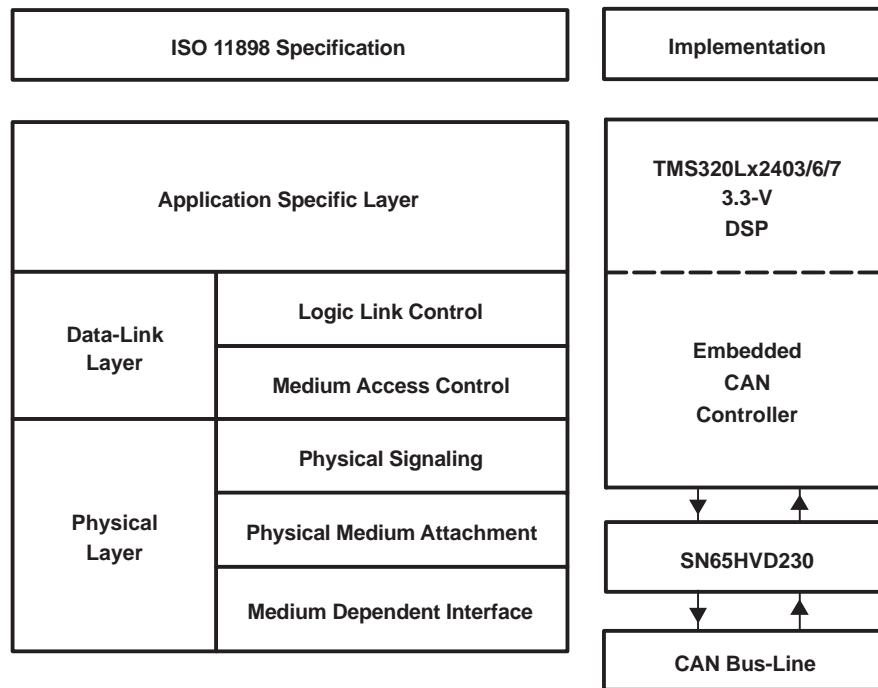 ISO 11898 Specification
Implementation
Application Specific Layer
TMS320Lx2403/6/7
3.3-V
DSP
Data-Link
Layer
Logic Link Control
Medium Access Control
Embedded
CAN
Controller
Physical
Layer
Physical Signaling
Physical Medium Attachment
Medium Dependent Interface
SN65HVD230
CAN Bus-Line